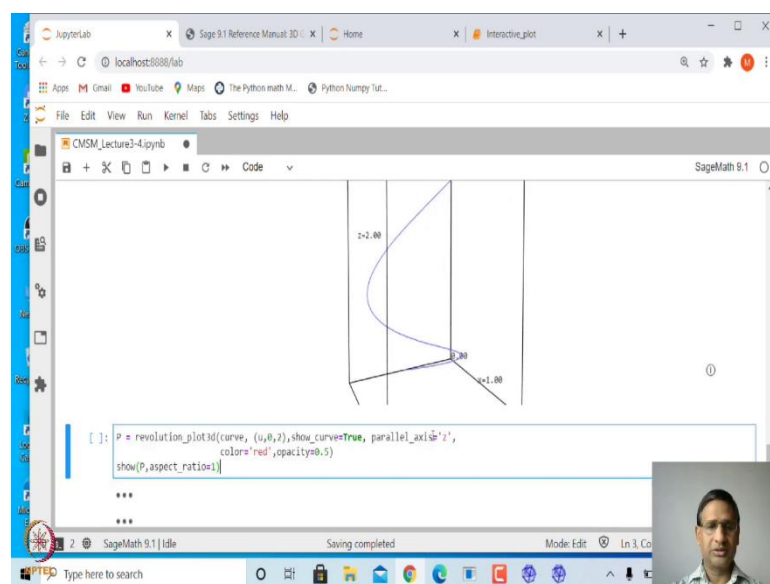 JupyterLab
Sage 9.1 Reference Manual: 3D G
Home
Interactive_plot
localhost:8888/lab
Apps M Gmail YouTube Maps The Python math M... Python Numpy Tut...
File Edit View Run Kernel Tabs Settings Help
CMSM_Lecture3-4.ipynb
Code
SageMath 9.1
z=2.00
0.00
x=1.00
[ ]: P = revolution_plot3d(curve, (u,0,2),show_curve=True, parallel_axis='z',
color='red',opacity=0.5)
show(P,aspect_ratio=1)
2 SageMath 9.1 | Idle Saving completed Mode: Edit Ln 3, Co
PTEL Type here to search